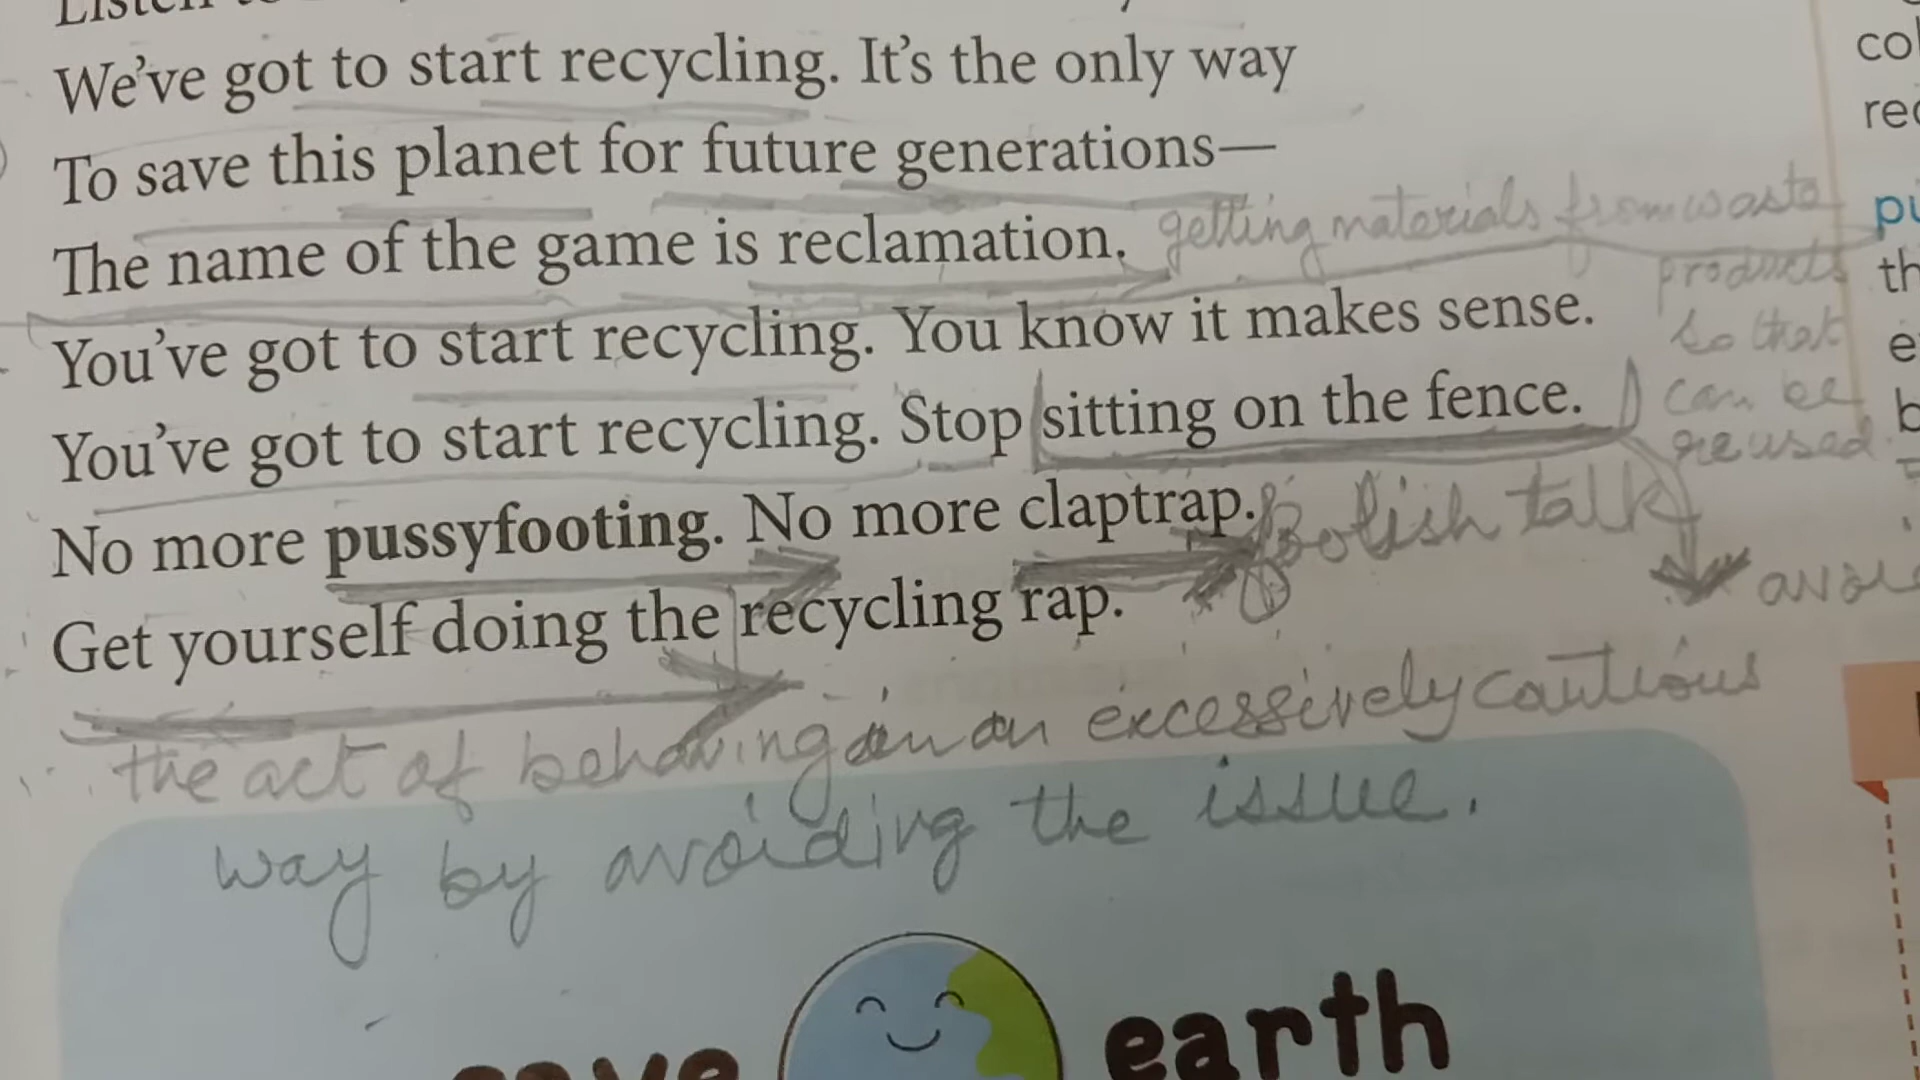 Listen to
We've got to start recycling. It's the only way
To save this planet for future generations—
The name of the game is reclamation. getting materials from waste
products
so that
can be
reused.
You've got to start recycling. You know it makes sense.
You've got to start recycling. Stop sitting on the fence.
No more pussyfooting. No more claptrap. foolish talk
Get yourself doing the recycling rap.
the act of behaving in an excessively cautious
way by avoiding the issue.
save earth